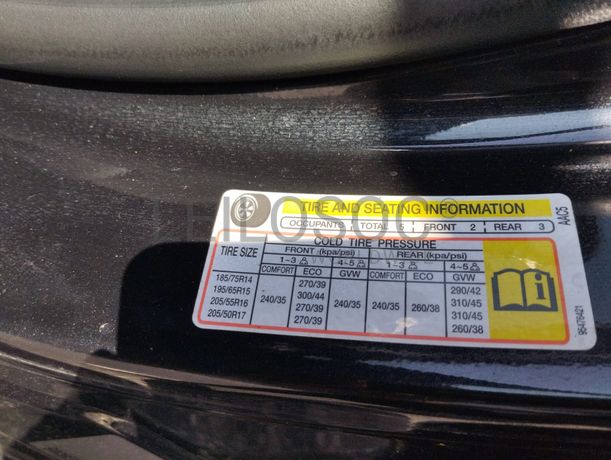 TIRE AND SEATING INFORMATION
OCCUPANTS TOTAL 5 FRONT 2 REAR 3
COLD TIRE PRESSURE
TIRE SIZE FRONT (kpa/psi) REAR (kpa/psi)
1~3 4~5 1~3 4~5
COMFORT ECO GVW COMFORT ECO GVW
185/75R14 270/39 290/42
195/65R15 300/44 310/45
240/35 240/35 240/35 260/38
205/55R16 270/39 310/45
205/50R17 270/39 260/38
AAC5
95476421